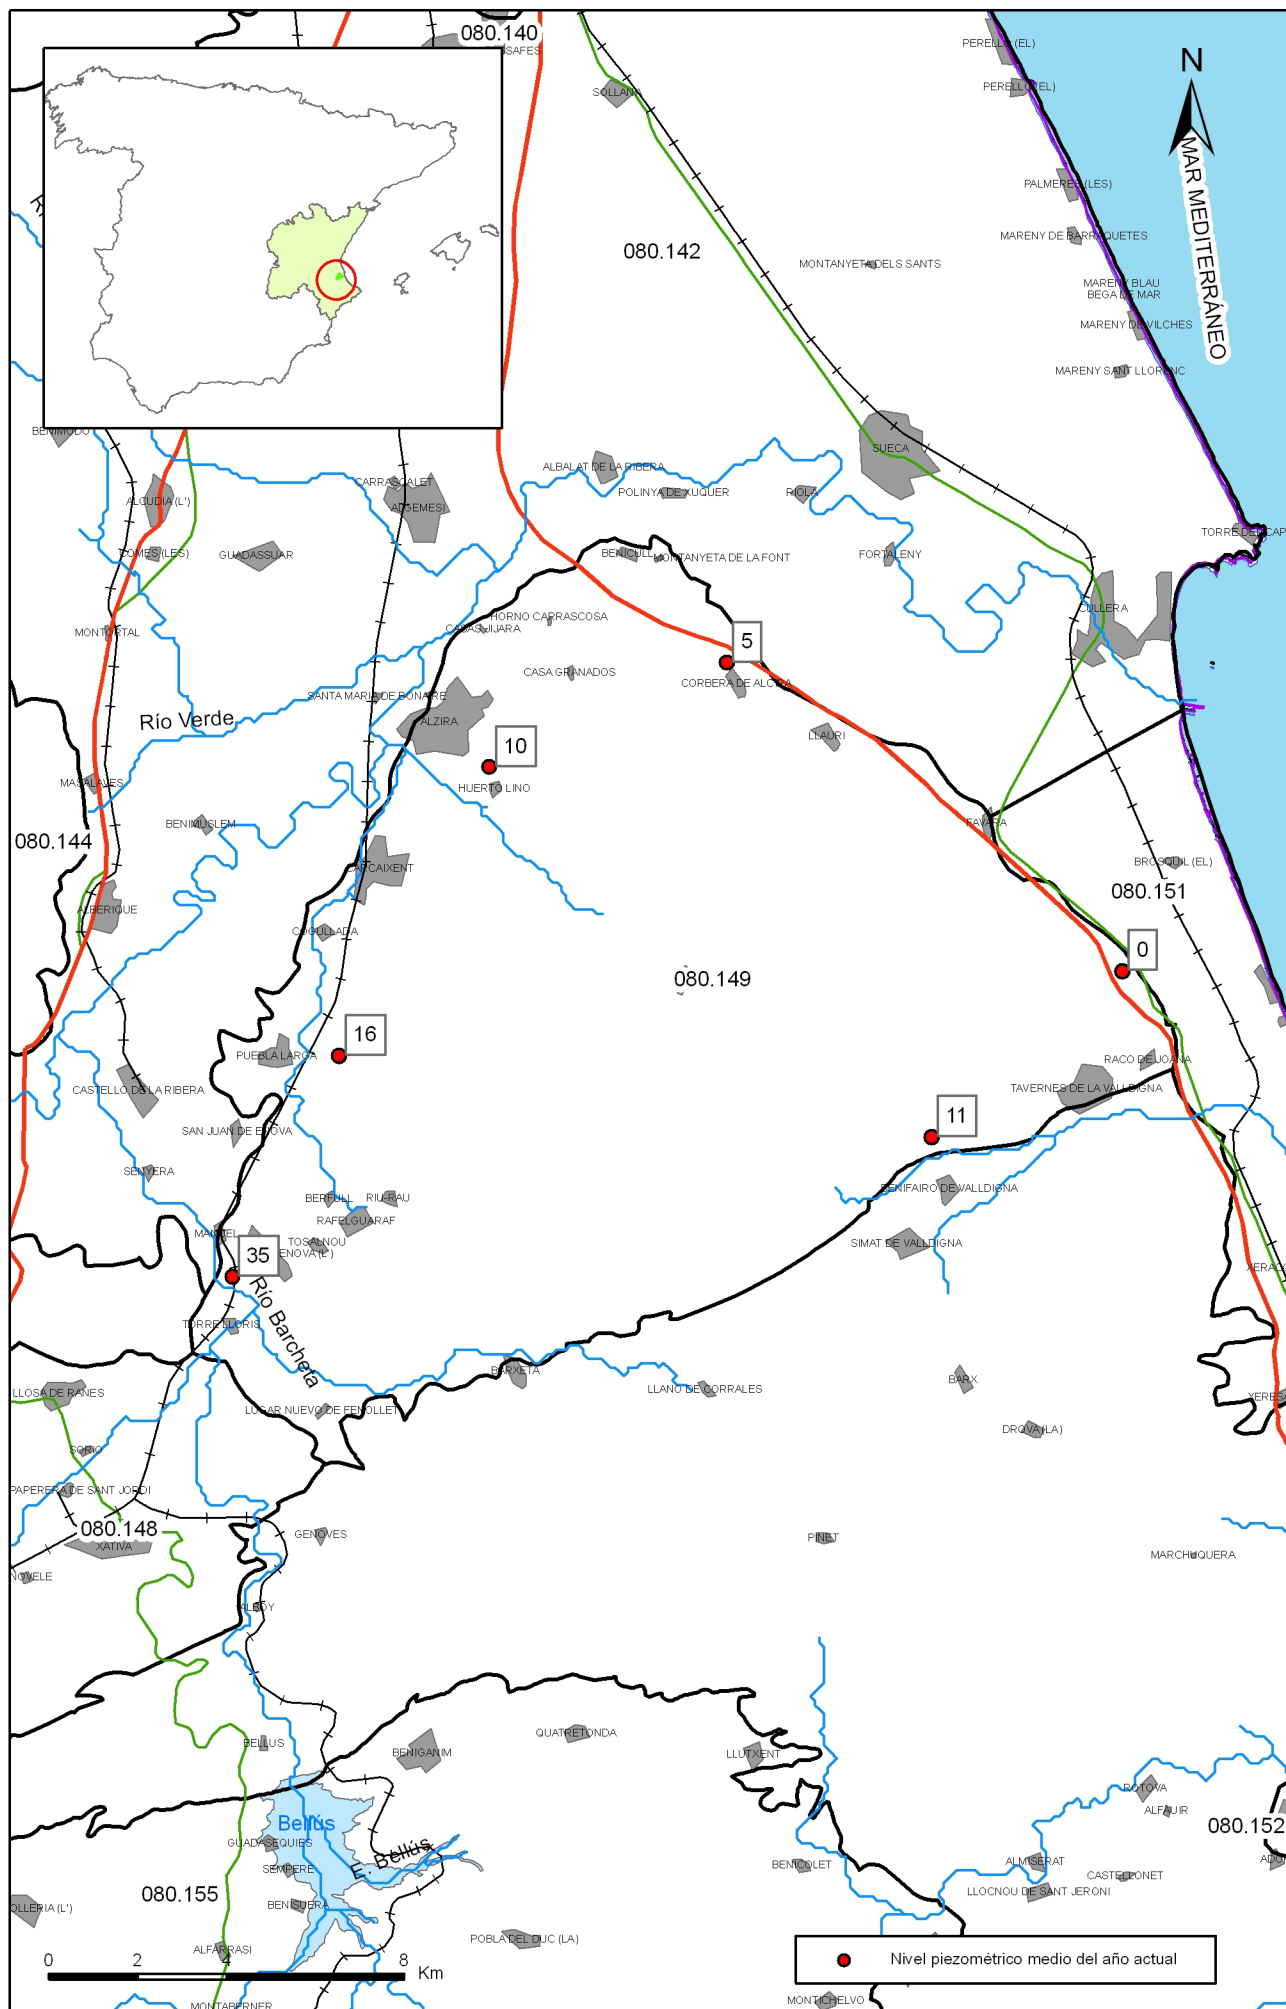 080.140
PERELLO (EL)
SOLLANA
PERELLO (EL)
N
MAR MEDITERRÁNEO
PALMERES (LES)
MARENY DE BARRAQUETES
080.142
MONTANYETA DELS SANTS
MARENY BLAU
BEGA DE MAR
MARENY DE VILCHES
MARENY SANT LLORENC
BENIMODO
SUECA
ALBALAT DE LA RIBERA
CARRASCALET
POLINYA DE XUQUER
RIOLA
ALCUDIA (L')
ALGEMESI
TORRE DEL CAP
TOMES (LES)
GUADASSUAR
BENICULL
MONTANYETA DE LA FONT
FORTALENY
CULLERA
HORNO CARRASCOSA
CASAS JIJARA
MONTORTAL
5
CASA GRANADOS
CORBERA DE ALCIRA
SANTA MARIA DE BONAIRE
Río Verde
ALZIRA
LLAURI
10
MASALAVES
HUERTO LINO
BENIMUSLEM
FAVARA
080.144
CARCAIXENT
BROSQUIL (EL)
080.151
ALBERIQUE
COGULLADA
0
080.149
16
PUEBLA LARGA
RACO DE JOANA
CASTELLO DE LA RIBERA
TAVERNES DE LA VALLDIGNA
11
SAN JUAN DE ENOVA
SENYERA
BENIFAIRO DE VALLDIGNA
BERFULL
RIU-RAU
RAFELGUARAF
MANUEL
TOSALNOU
SIMAT DE VALLDIGNA
35
ENOVA (L')
XERACO
Río Barcheta
TORRE LLORIS
BARXETA
LLOSA DE RANES
LLANO DE CORRALES
BARX
XERESA
LUGAR NUEVO DE FENOLLET
DROVA (LA)
SORIO
PAPERERA DE SANT JORDI
080.148
GENOVES
PINET
XATIVA
MARCHUQUERA
NOVELE
ALBOY
BELLUS
QUATRETONDA
BENIGANIM
LLUTXENT
ROTOVA
ALFAUIR
Bellús
080.152
GUADASEQUIES
E. Bellús
SEMPERE
BENICOLET
ALMISERAT
CASTELLONET
080.155
LLOCNOU DE SANT JERONI
BENISUERA
OLLERIA (L')
POBLA DEL DUC (LA)
ALFARRASI
Nivel piezométrico medio del año actual
0 2 4 8 Km
MONTABERNER
MONTICHELVO